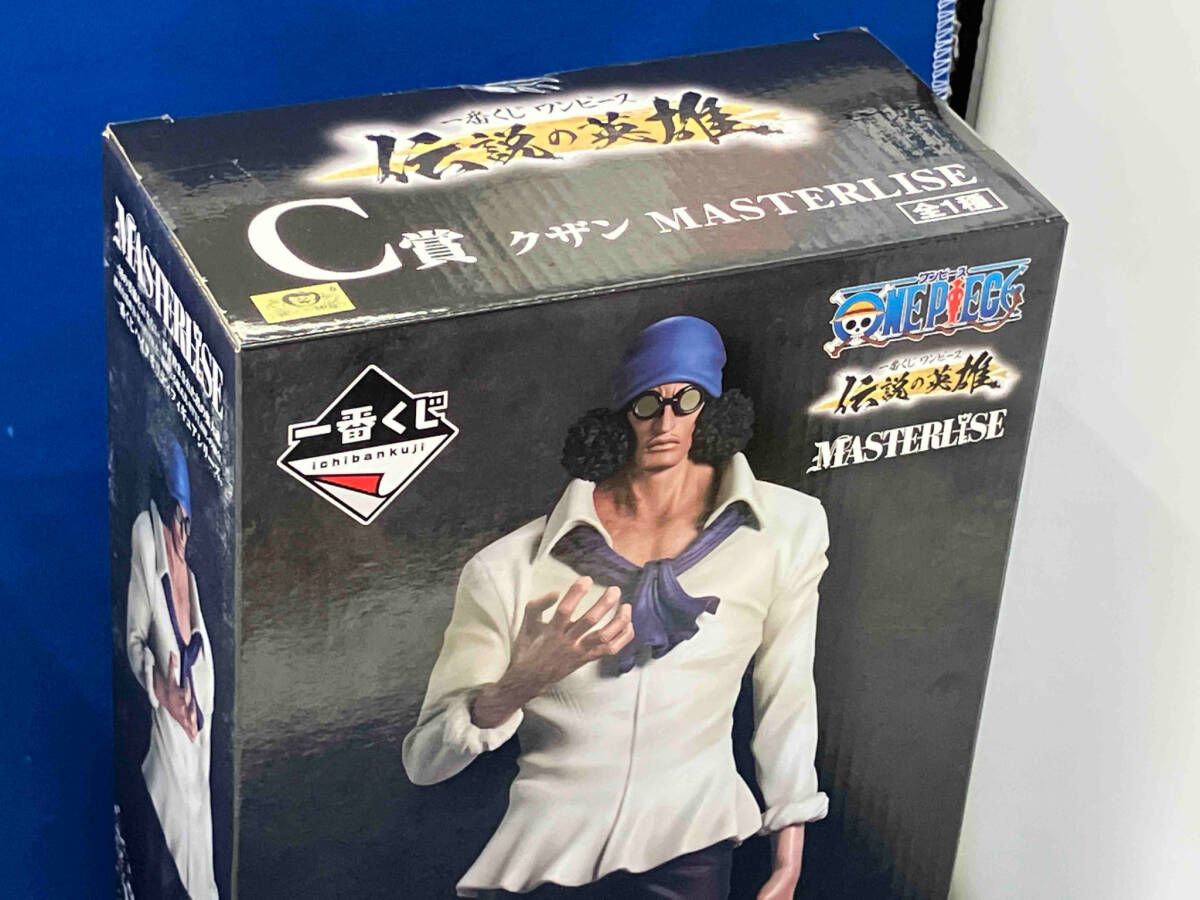 一番くじ ワンピース
伝説の英雄
C賞 クザン MASTERLISE
全1種
ワンピース
ONE PIECE
一番くじ ワンピース
伝説の英雄
MASTERLISE
一番くじ
ichibankuji
MASTERLISE